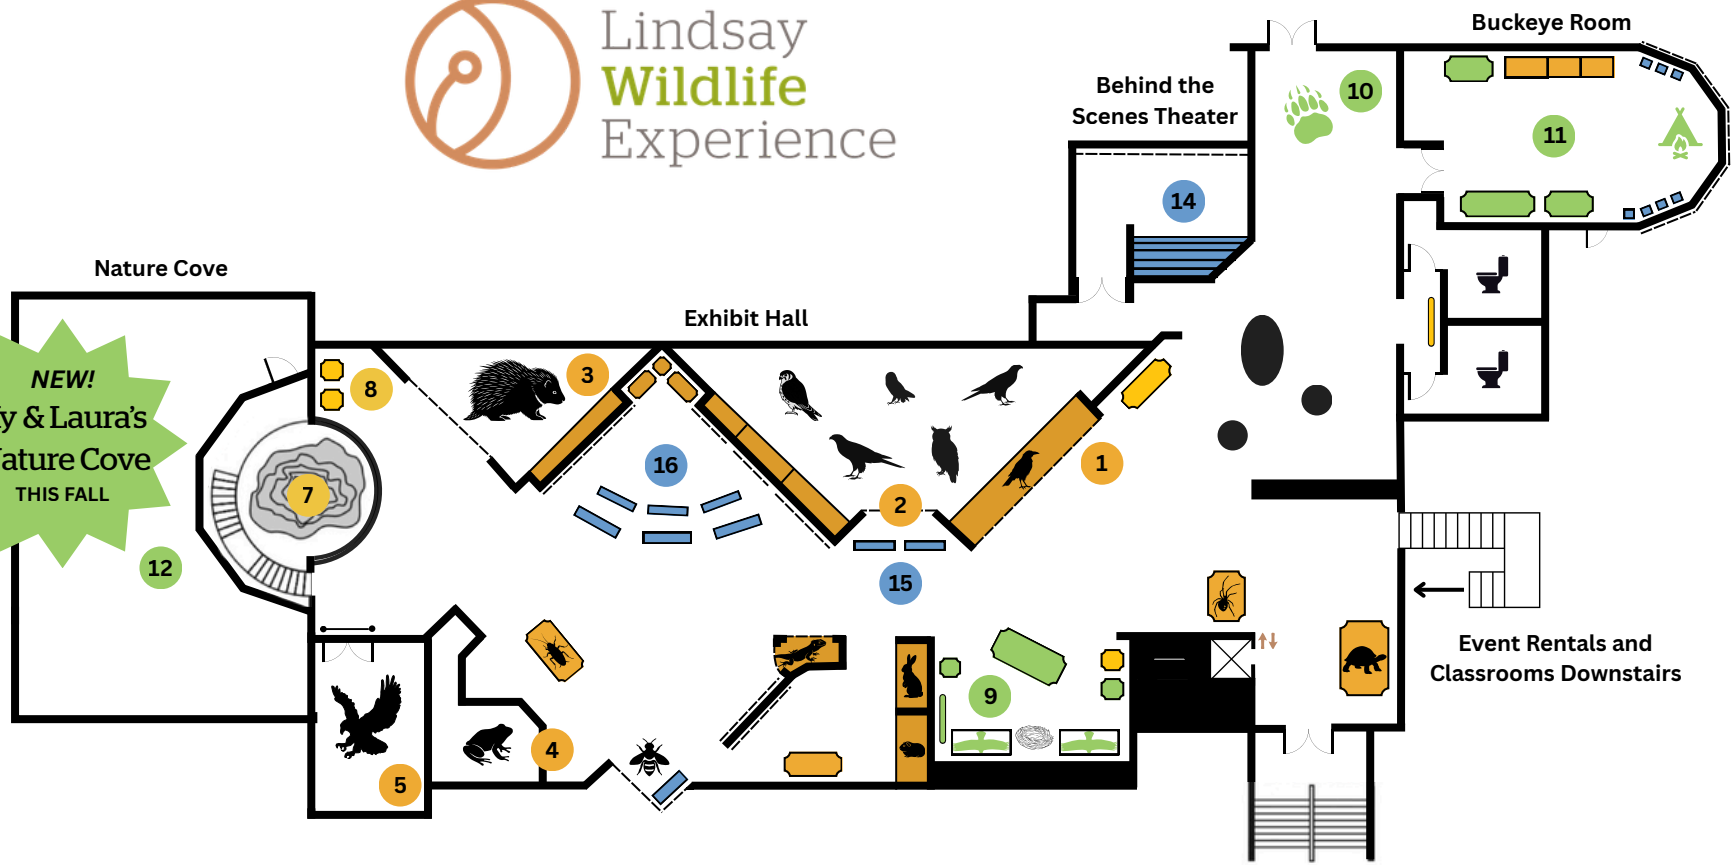 Lindsay
Wildlife
Experience
Buckeye Room
Behind the
Scenes Theater
10
11
14
Nature Cove
Exhibit Hall
NEW!
y & Laura's
ature Cove
THIS FALL
8
3
16
1
7
2
12
15
9
4
5
Event Rentals and
Classrooms Downstairs